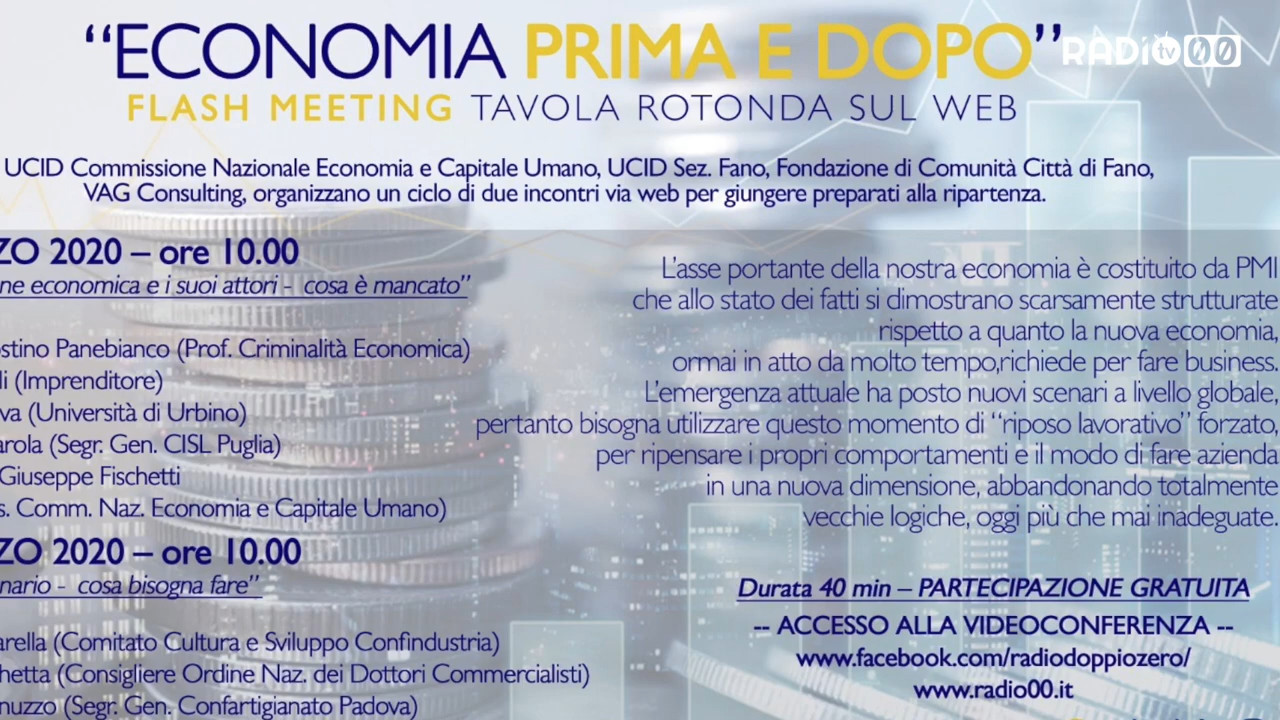 “ECONOMIA PRIMA E DOPO”
RADIO tv 00
FLASH MEETING TAVOLA ROTONDA SUL WEB
UCID Commissione Nazionale Economia e Capitale Umano, UCID Sez. Fano, Fondazione di Comunità Città di Fano,
VAG Consulting, organizzano un ciclo di due incontri via web per giungere preparati alla ripartenza.
ZO 2020 – ore 10.00
ne economica e i suoi attori - cosa è mancato”
ostino Panebianco (Prof. Criminalità Economica)
li (Imprenditore)
va (Università di Urbino)
arola (Segr. Gen. CISL Puglia)
Giuseppe Fischetti
s. Comm. Naz. Economia e Capitale Umano)
ZO 2020 – ore 10.00
nario - cosa bisogna fare”
arella (Comitato Cultura e Sviluppo Confindustria)
hetta (Consigliere Ordine Naz. dei Dottori Commercialisti)
nuzzo (Segr. Gen. Confartigianato Padova)
L’asse portante della nostra economia è costituito da PMI
che allo stato dei fatti si dimostrano scarsamente strutturate
rispetto a quanto la nuova economia,
ormai in atto da molto tempo,richiede per fare business.
L’emergenza attuale ha posto nuovi scenari a livello globale,
pertanto bisogna utilizzare questo momento di “riposo lavorativo” forzato,
per ripensare i propri comportamenti e il modo di fare azienda
in una nuova dimensione, abbandonando totalmente
vecchie logiche, oggi più che mai inadeguate.
Durata 40 min – PARTECIPAZIONE GRATUITA
-- ACCESSO ALLA VIDEOCONFERENZA --
www.facebook.com/radiodoppiozero/
www.radio00.it